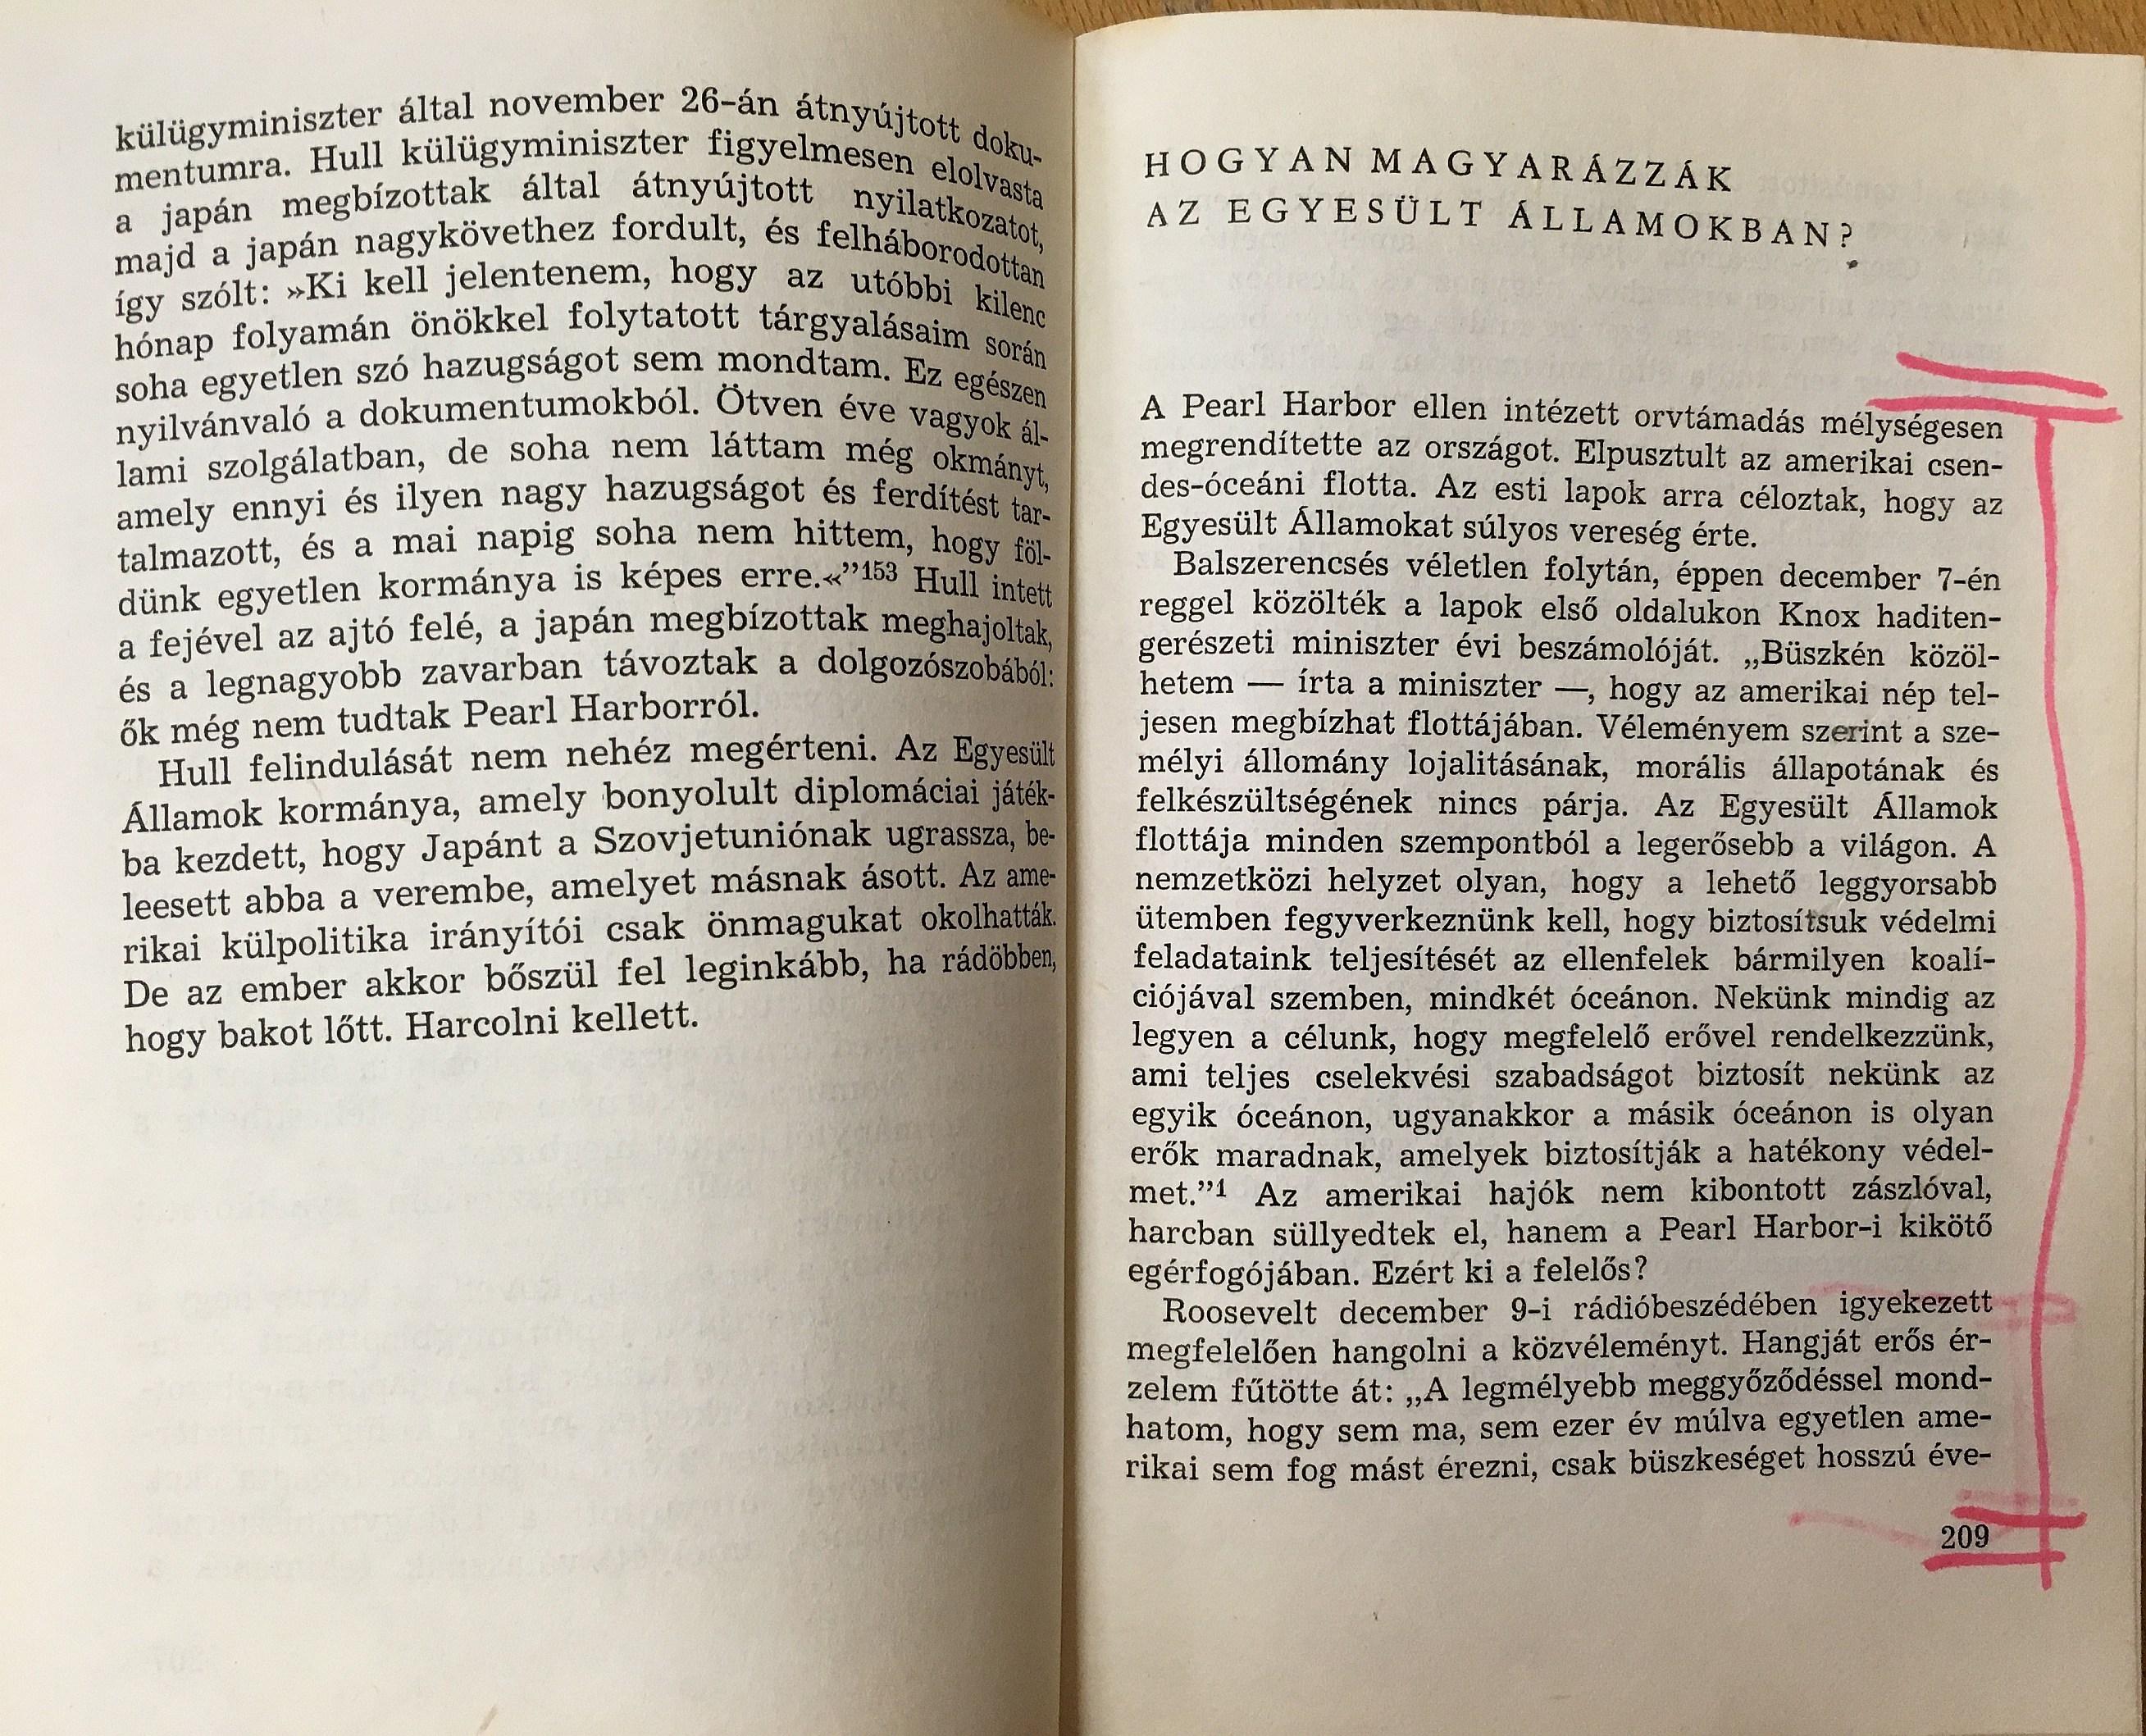 külügyminiszter által november 26-án átnyújtott doku-
mentumra. Hull külügyminiszter figyelmesen elolvasta
a japán megbízottak által átnyújtott nyilatkozatot,
majd a japán nagykövethez fordult, és felháborodottan
így szólt: »Ki kell jelentenem, hogy az utóbbi kilenc
hónap folyamán önökkel folytatott tárgyalásaim során
soha egyetlen szó hazugságot sem mondtam. Ez egészen
nyilvánvaló a dokumentumokból. Ötven éve vagyok ál-
lami szolgálatban, de soha nem láttam még okmányt,
amely ennyi és ilyen nagy hazugságot és ferdítést tar-
talmazott, és a mai napig soha nem hittem, hogy föl-
dünk egyetlen kormánya is képes erre.«”153 Hull intett
a fejével az ajtó felé, a japán megbízottak meghajoltak,
és a legnagyobb zavarban távoztak a dolgozószobából:
ők még nem tudtak Pearl Harborról.
Hull felindulását nem nehéz megérteni. Az Egyesült
Államok kormánya, amely bonyolult diplomáciai játék-
ba kezdett, hogy Japánt a Szovjetuniónak ugrassza, be-
leesett abba a verembe, amelyet másnak ásott. Az ame-
rikai külpolitika irányítói csak önmagukat okolhatták.
De az ember akkor bőszül fel leginkább, ha rádöbben,
hogy bakot lőtt. Harcolni kellett.
HOGYAN MAGYARÁZZÁK
AZ EGYESÜLT ÁLLAMOKBAN?
A Pearl Harbor ellen intézett orvtámadás mélységesen
megrendítette az országot. Elpusztult az amerikai csen-
des-óceáni flotta. Az esti lapok arra céloztak, hogy az
Egyesült Államokat súlyos vereség érte.
Balszerencsés véletlen folytán, éppen december 7-én
reggel közölték a lapok első oldalukon Knox haditen-
gerészeti miniszter évi beszámolóját. „Büszkén közöl-
hetem — írta a miniszter —, hogy az amerikai nép tel-
jesen megbízhat flottájában. Véleményem szerint a sze-
mélyi állomány lojalitásának, morális állapotának és
felkészültségének nincs párja. Az Egyesült Államok
flottája minden szempontból a legerősebb a világon. A
nemzetközi helyzet olyan, hogy a lehető leggyorsabb
ütemben fegyverkeznünk kell, hogy biztosítsuk védelmi
feladataink teljesítését az ellenfelek bármilyen koalí-
ciójával szemben, mindkét óceánon. Nekünk mindig az
legyen a célunk, hogy megfelelő erővel rendelkezzünk,
ami teljes cselekvési szabadságot biztosít nekünk az
egyik óceánon, ugyanakkor a másik óceánon is olyan
erők maradnak, amelyek biztosítják a hatékony védel-
met.”1 Az amerikai hajók nem kibontott zászlóval,
harcban süllyedtek el, hanem a Pearl Harbor-i kikötő
egérfogójában. Ezért ki a felelős?
Roosevelt december 9-i rádióbeszédében igyekezett
megfelelően hangolni a közvéleményt. Hangját erős ér-
zelem fűtötte át: „A legmélyebb meggyőződéssel mond-
hatom, hogy sem ma, sem ezer év múlva egyetlen ame-
rikai sem fog mást érezni, csak büszkeséget hosszú éve-
209